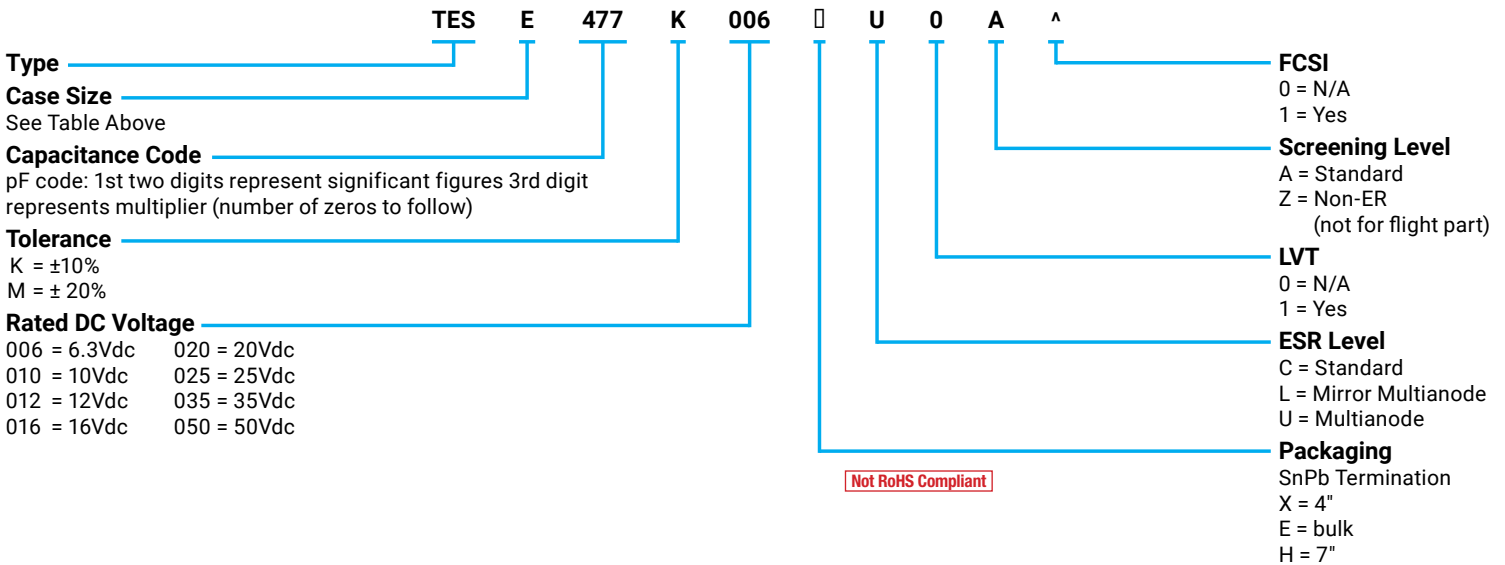 TES E 477 K 006 ▯ U 0 A ^
Type
Case Size
See Table Above
Capacitance Code
pF code: 1st two digits represent significant figures 3rd digit
represents multiplier (number of zeros to follow)
Tolerance
K = ±10%
M = ± 20%
Rated DC Voltage
006 = 6.3Vdc 020 = 20Vdc
010 = 10Vdc 025 = 25Vdc
012 = 12Vdc 035 = 35Vdc
016 = 16Vdc 050 = 50Vdc
FCSI
0 = N/A
1 = Yes
Screening Level
A = Standard
Z = Non-ER
(not for flight part)
LVT
0 = N/A
1 = Yes
ESR Level
C = Standard
L = Mirror Multianode
U = Multianode
Packaging
SnPb Termination
X = 4"
E = bulk
H = 7"
Not RoHS Compliant